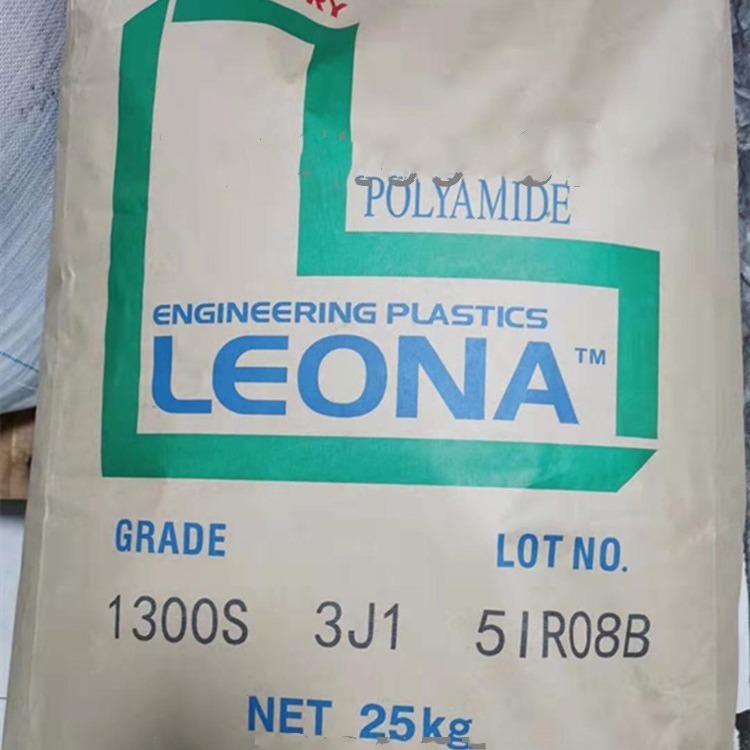 POLYAMIDE
ENGINEERING PLASTICS
LEONA™
GRADE LOT NO.
1300S 3J1 5IR08B
NET 25kg